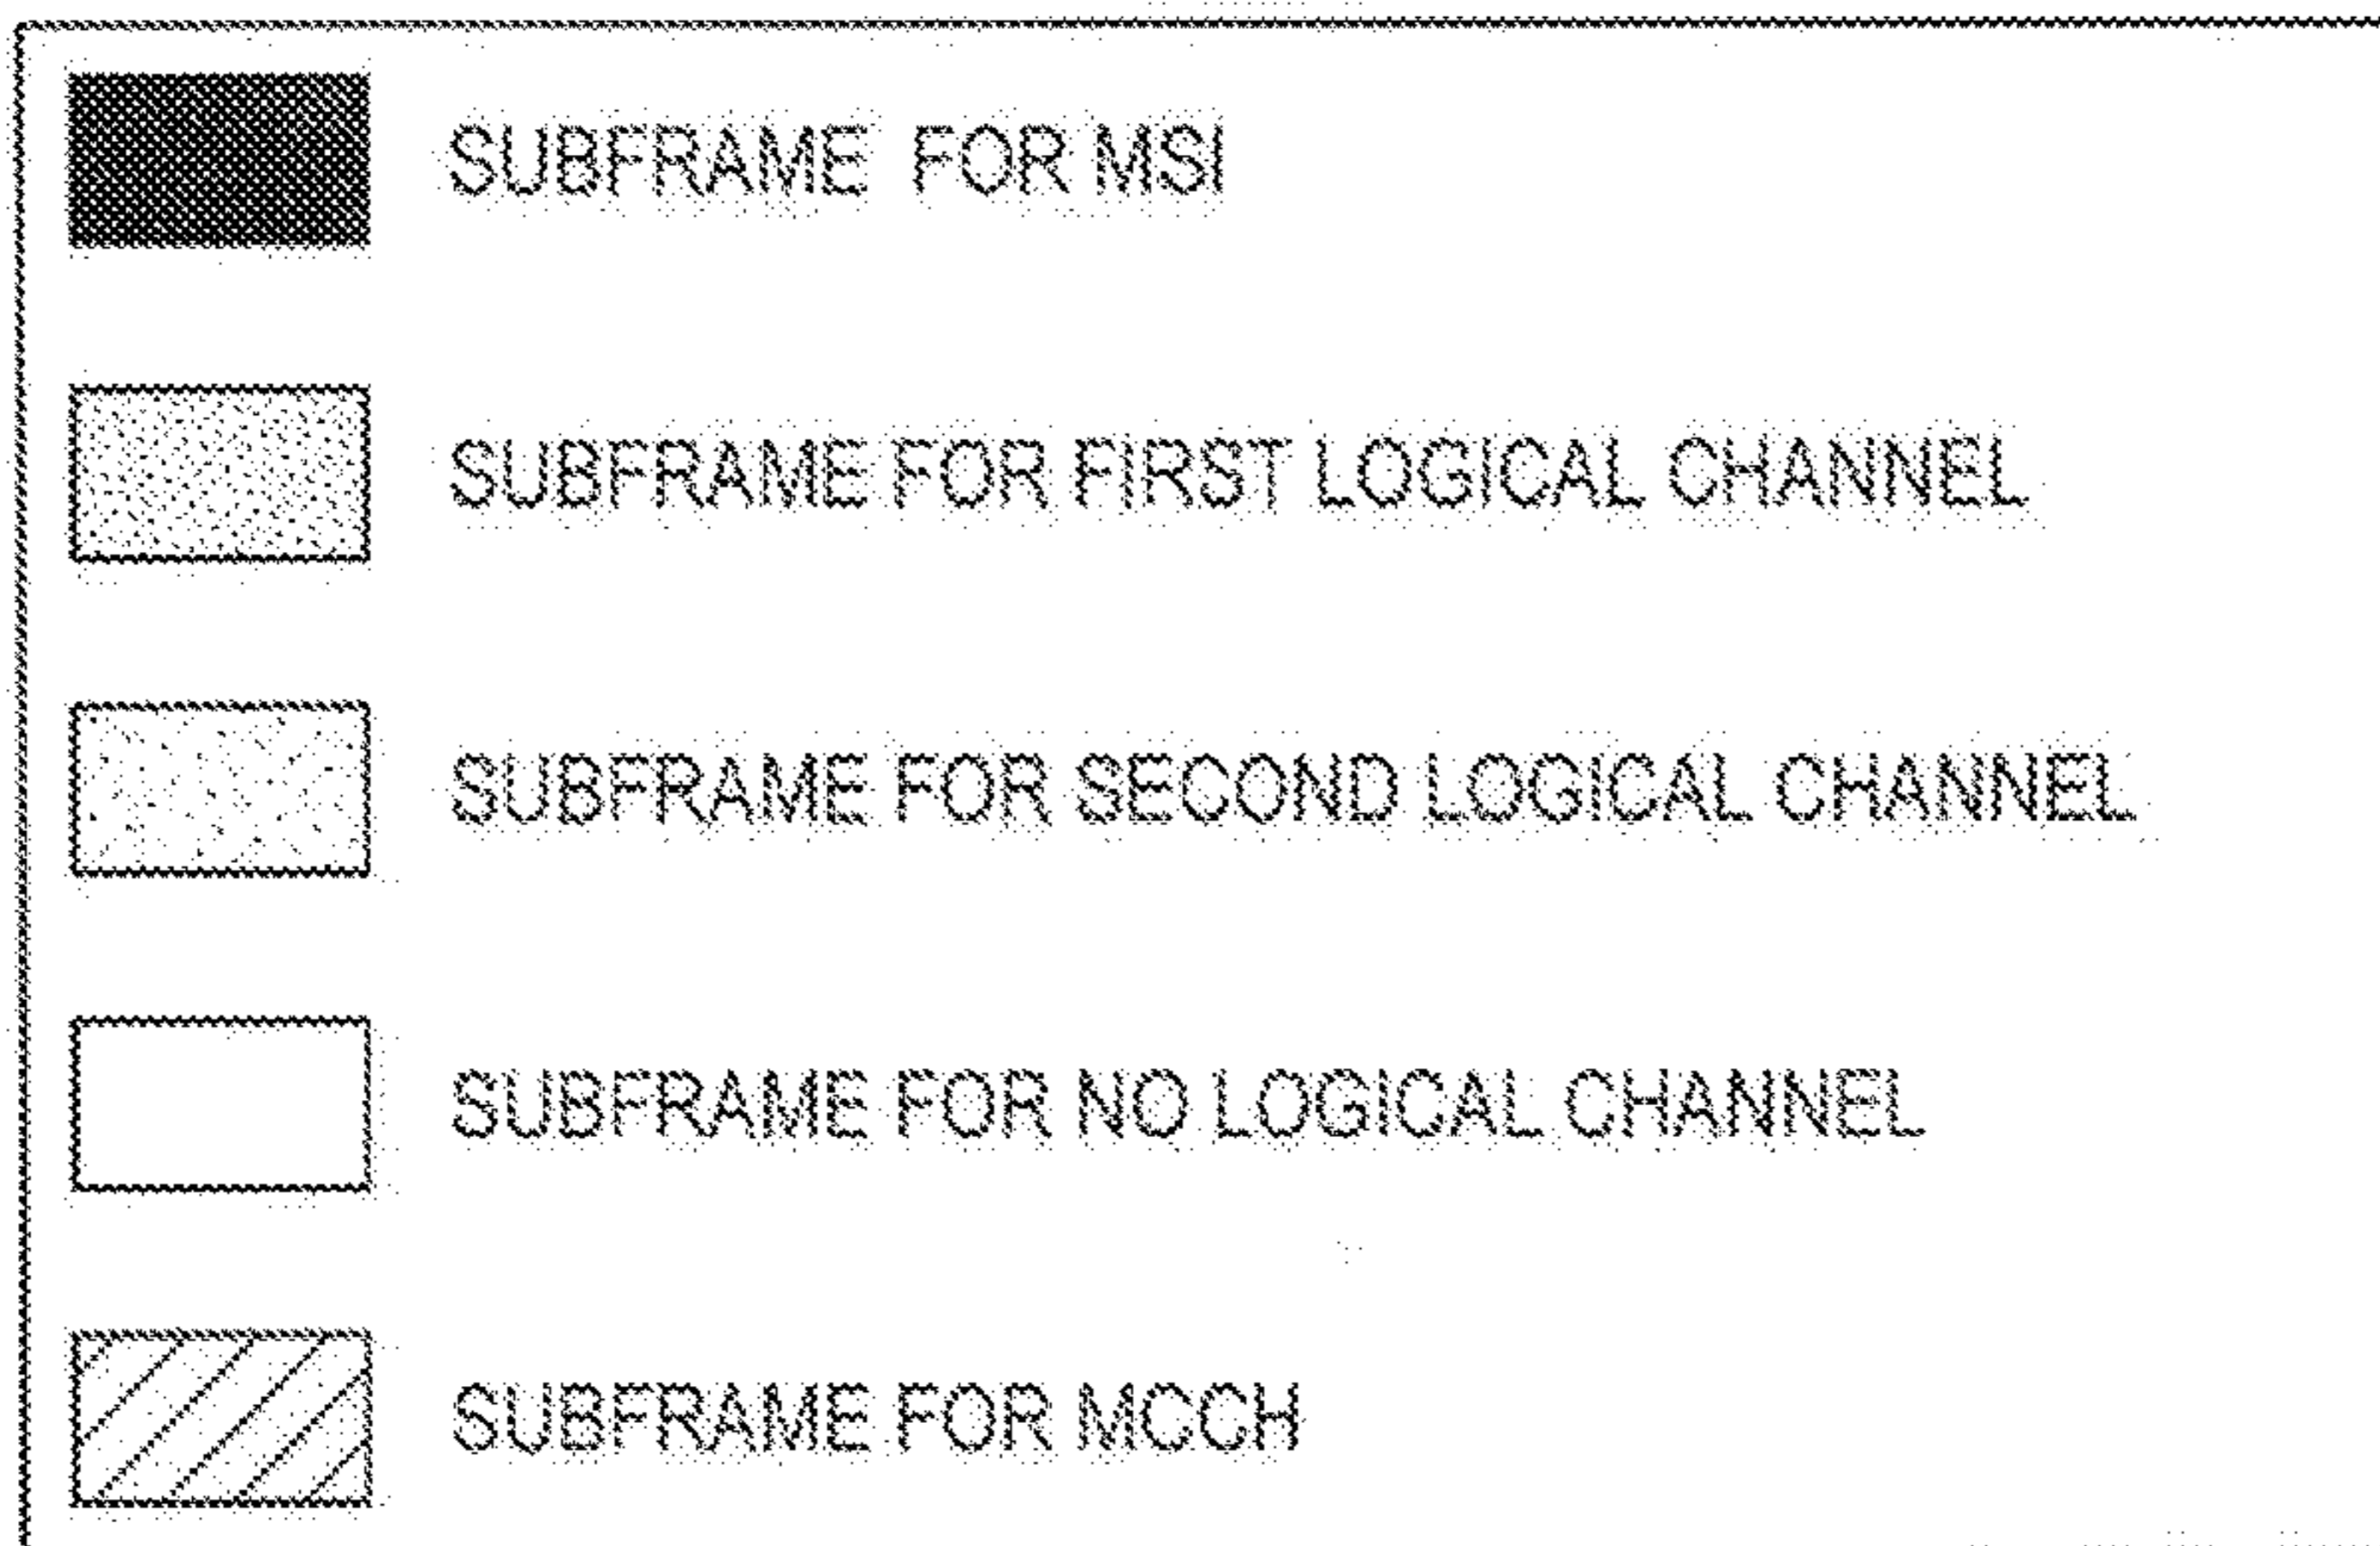 SUBFRAME FOR MSI
SUBFRAME FOR FIRST LOGICAL CHANNEL
SUBFRAME FOR SECOND LOGICAL CHANNEL
SUBFRAME FOR NO LOGICAL CHANNEL
SUBFRAME FOR MCCH